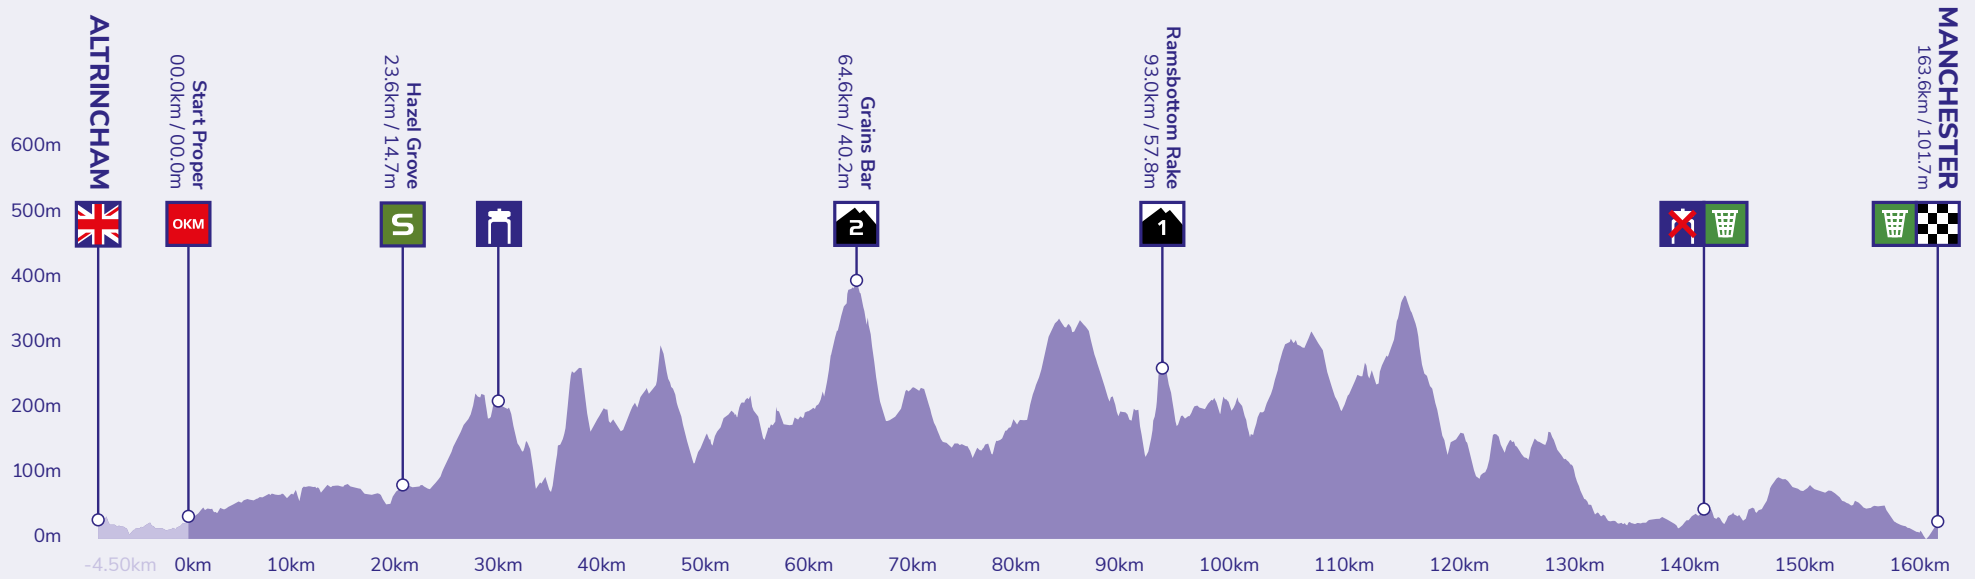 ALTRINCHAM
00.0km / 00.0m
Start Proper
23.6km / 14.7m
Hazel Grove
64.6km / 40.2m
Grains Bar
93.0km / 57.8m
Ramsbottom Rake
163.6km / 101.7m
MANCHESTER
OKM
S
2
1
600m
500m
400m
300m
200m
100m
0m
-4.50km 0km 10km 20km 30km 40km 50km 60km 70km 80km 90km 100km 110km 120km 130km 140km 150km 160km